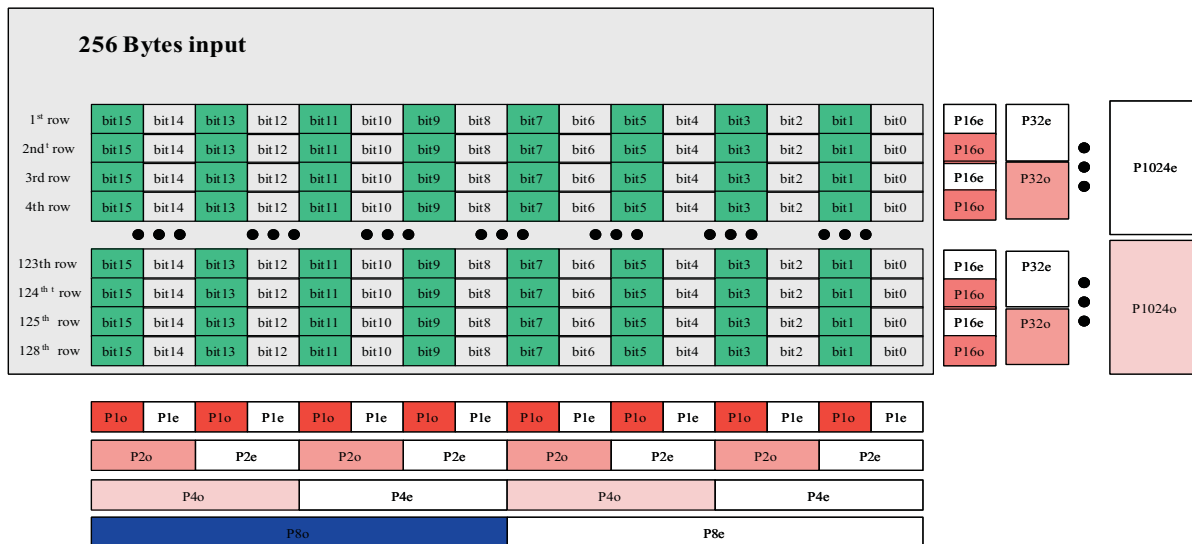 256 Bytes input
1st row bit15 bit14 bit13 bit12 bit11 bit10 bit9 bit8 bit7 bit6 bit5 bit4 bit3 bit2 bit1 bit0 P16e P32e
2nd t row bit15 bit14 bit13 bit12 bit11 bit10 bit9 bit8 bit7 bit6 bit5 bit4 bit3 bit2 bit1 bit0 P16o
P1024e
3rd row bit15 bit14 bit13 bit12 bit11 bit10 bit9 bit8 bit7 bit6 bit5 bit4 bit3 bit2 bit1 bit0 P16e P32o
4th row bit15 bit14 bit13 bit12 bit11 bit10 bit9 bit8 bit7 bit6 bit5 bit4 bit3 bit2 bit1 bit0 P16o
123th row bit15 bit14 bit13 bit12 bit11 bit10 bit9 bit8 bit7 bit6 bit5 bit4 bit3 bit2 bit1 bit0 P16e P32e
124th t row bit15 bit14 bit13 bit12 bit11 bit10 bit9 bit8 bit7 bit6 bit5 bit4 bit3 bit2 bit1 bit0 P16o
P1024o
125th row bit15 bit14 bit13 bit12 bit11 bit10 bit9 bit8 bit7 bit6 bit5 bit4 bit3 bit2 bit1 bit0 P16e P32o
128th row bit15 bit14 bit13 bit12 bit11 bit10 bit9 bit8 bit7 bit6 bit5 bit4 bit3 bit2 bit1 bit0 P16o
P1o P1e P1o P1e P1o P1e P1o P1e P1o P1e P1o P1e P1o P1e P1o P1e
P2o P2e P2o P2e P2o P2e P2o P2e
P4o P4e P4o P4e
P8o P8e